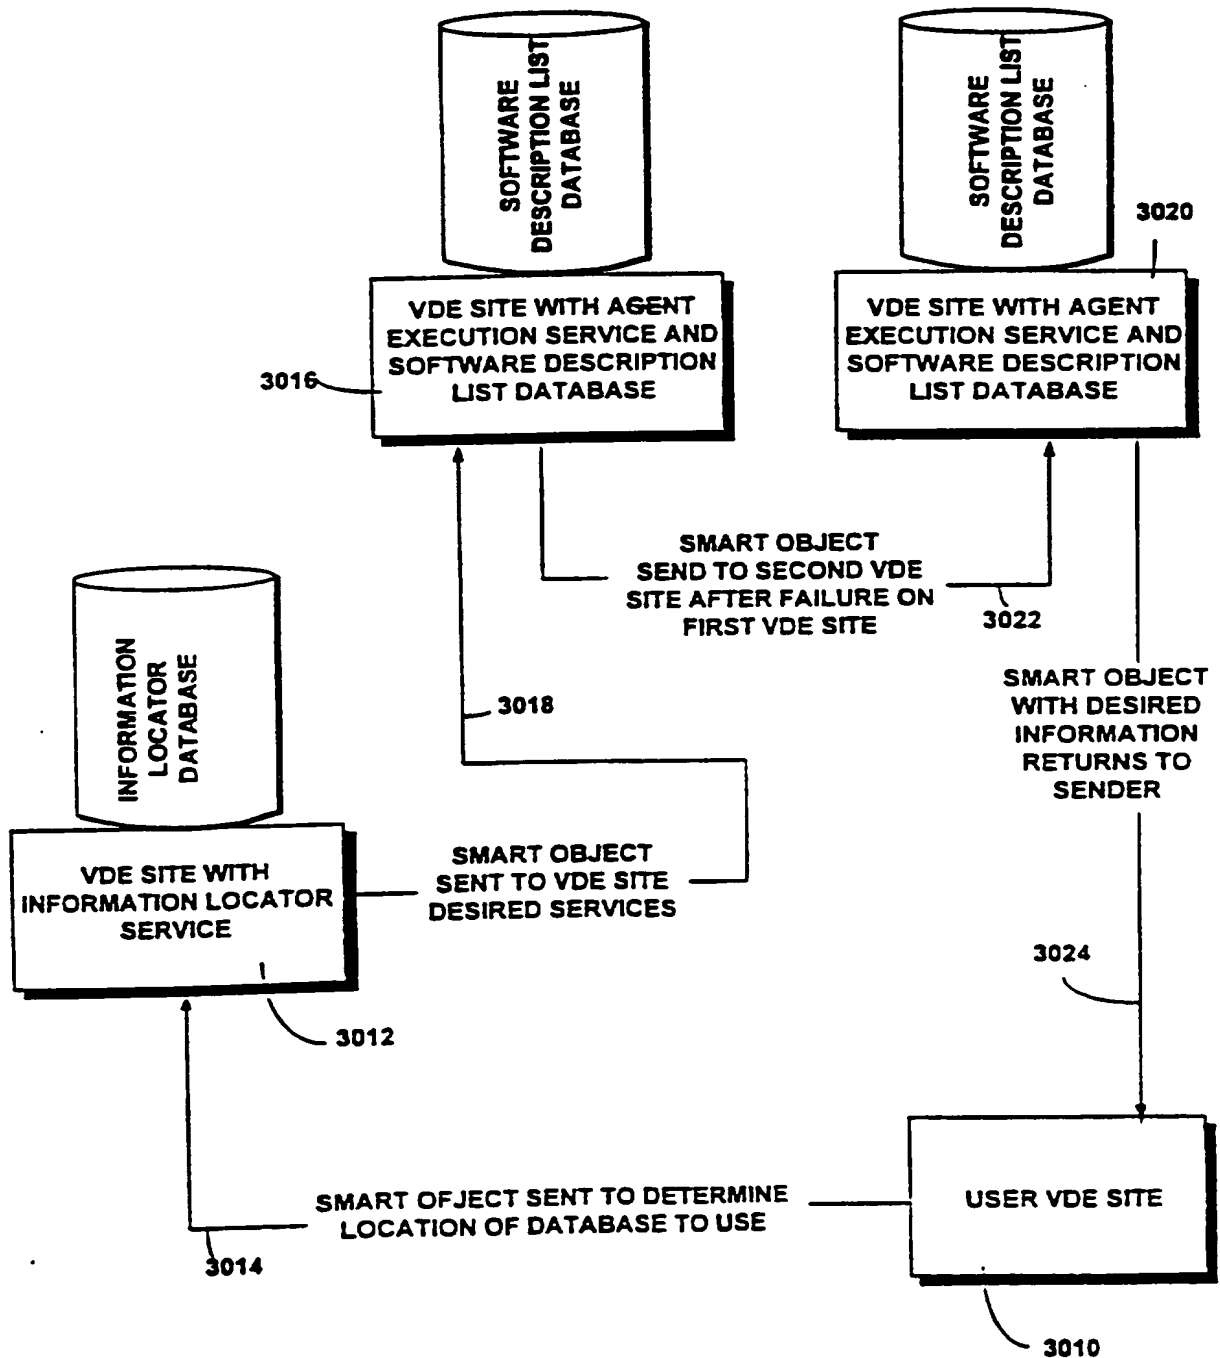 SOFTWARE
DESCRIPTION LIST
DATABASE
SOFTWARE
DESCRIPTION LIST
DATABASE
3020
VDE SITE WITH AGENT
EXECUTION SERVICE AND
SOFTWARE DESCRIPTION
LIST DATABASE
3016
VDE SITE WITH AGENT
EXECUTION SERVICE AND
SOFTWARE DESCRIPTION
LIST DATABASE
SMART OBJECT
SEND TO SECOND VDE
SITE AFTER FAILURE ON
FIRST VDE SITE
3022
INFORMATION
LOCATOR
DATABASE
3018
SMART OBJECT
WITH DESIRED
INFORMATION
RETURNS TO
SENDER
VDE SITE WITH
INFORMATION LOCATOR
SERVICE
SMART OBJECT
SENT TO VDE SITE
DESIRED SERVICES
3024
3012
SMART OFJECT SENT TO DETERMINE
LOCATION OF DATABASE TO USE
USER VDE SITE
3014
3010